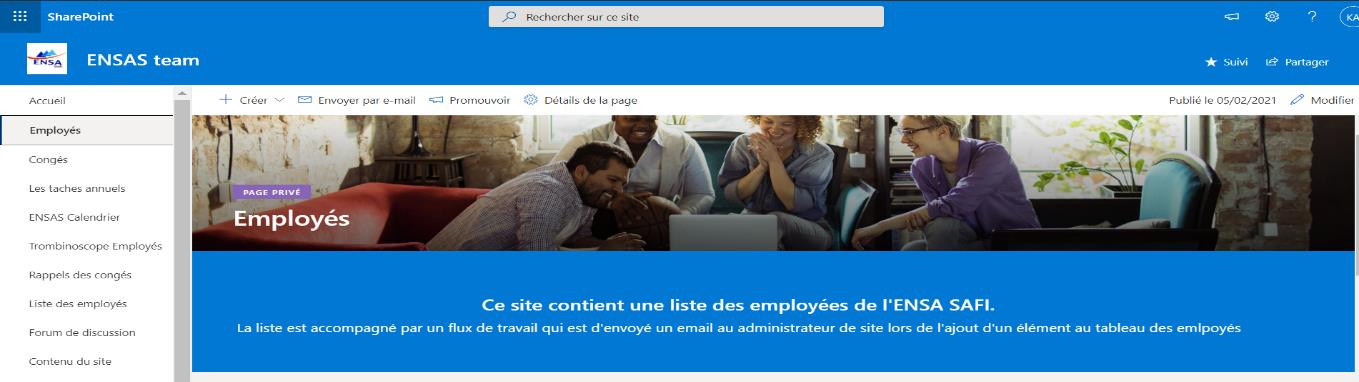 SharePoint
Rechercher sur ce site
?
KA
ENSA
ENSAS team
Suivi
Partager
Accueil
Employés
Congés
Les taches annuels
ENSAS Calendrier
Trombinoscope Employés
Rappels des congés
Liste des employés
Forum de discussion
Contenu du site
Créer
Envoyer par e-mail
Promouvoir
Détails de la page
Publié le 05/02/2021
Modifier
PAGE PRIVÉ
Employés
Ce site contient une liste des employées de l'ENSA SAFI.
La liste est accompagné par un flux de travail qui est d'envoyé un email au administrateur de site lors de l'ajout d'un élément au tableau des emlpoyés